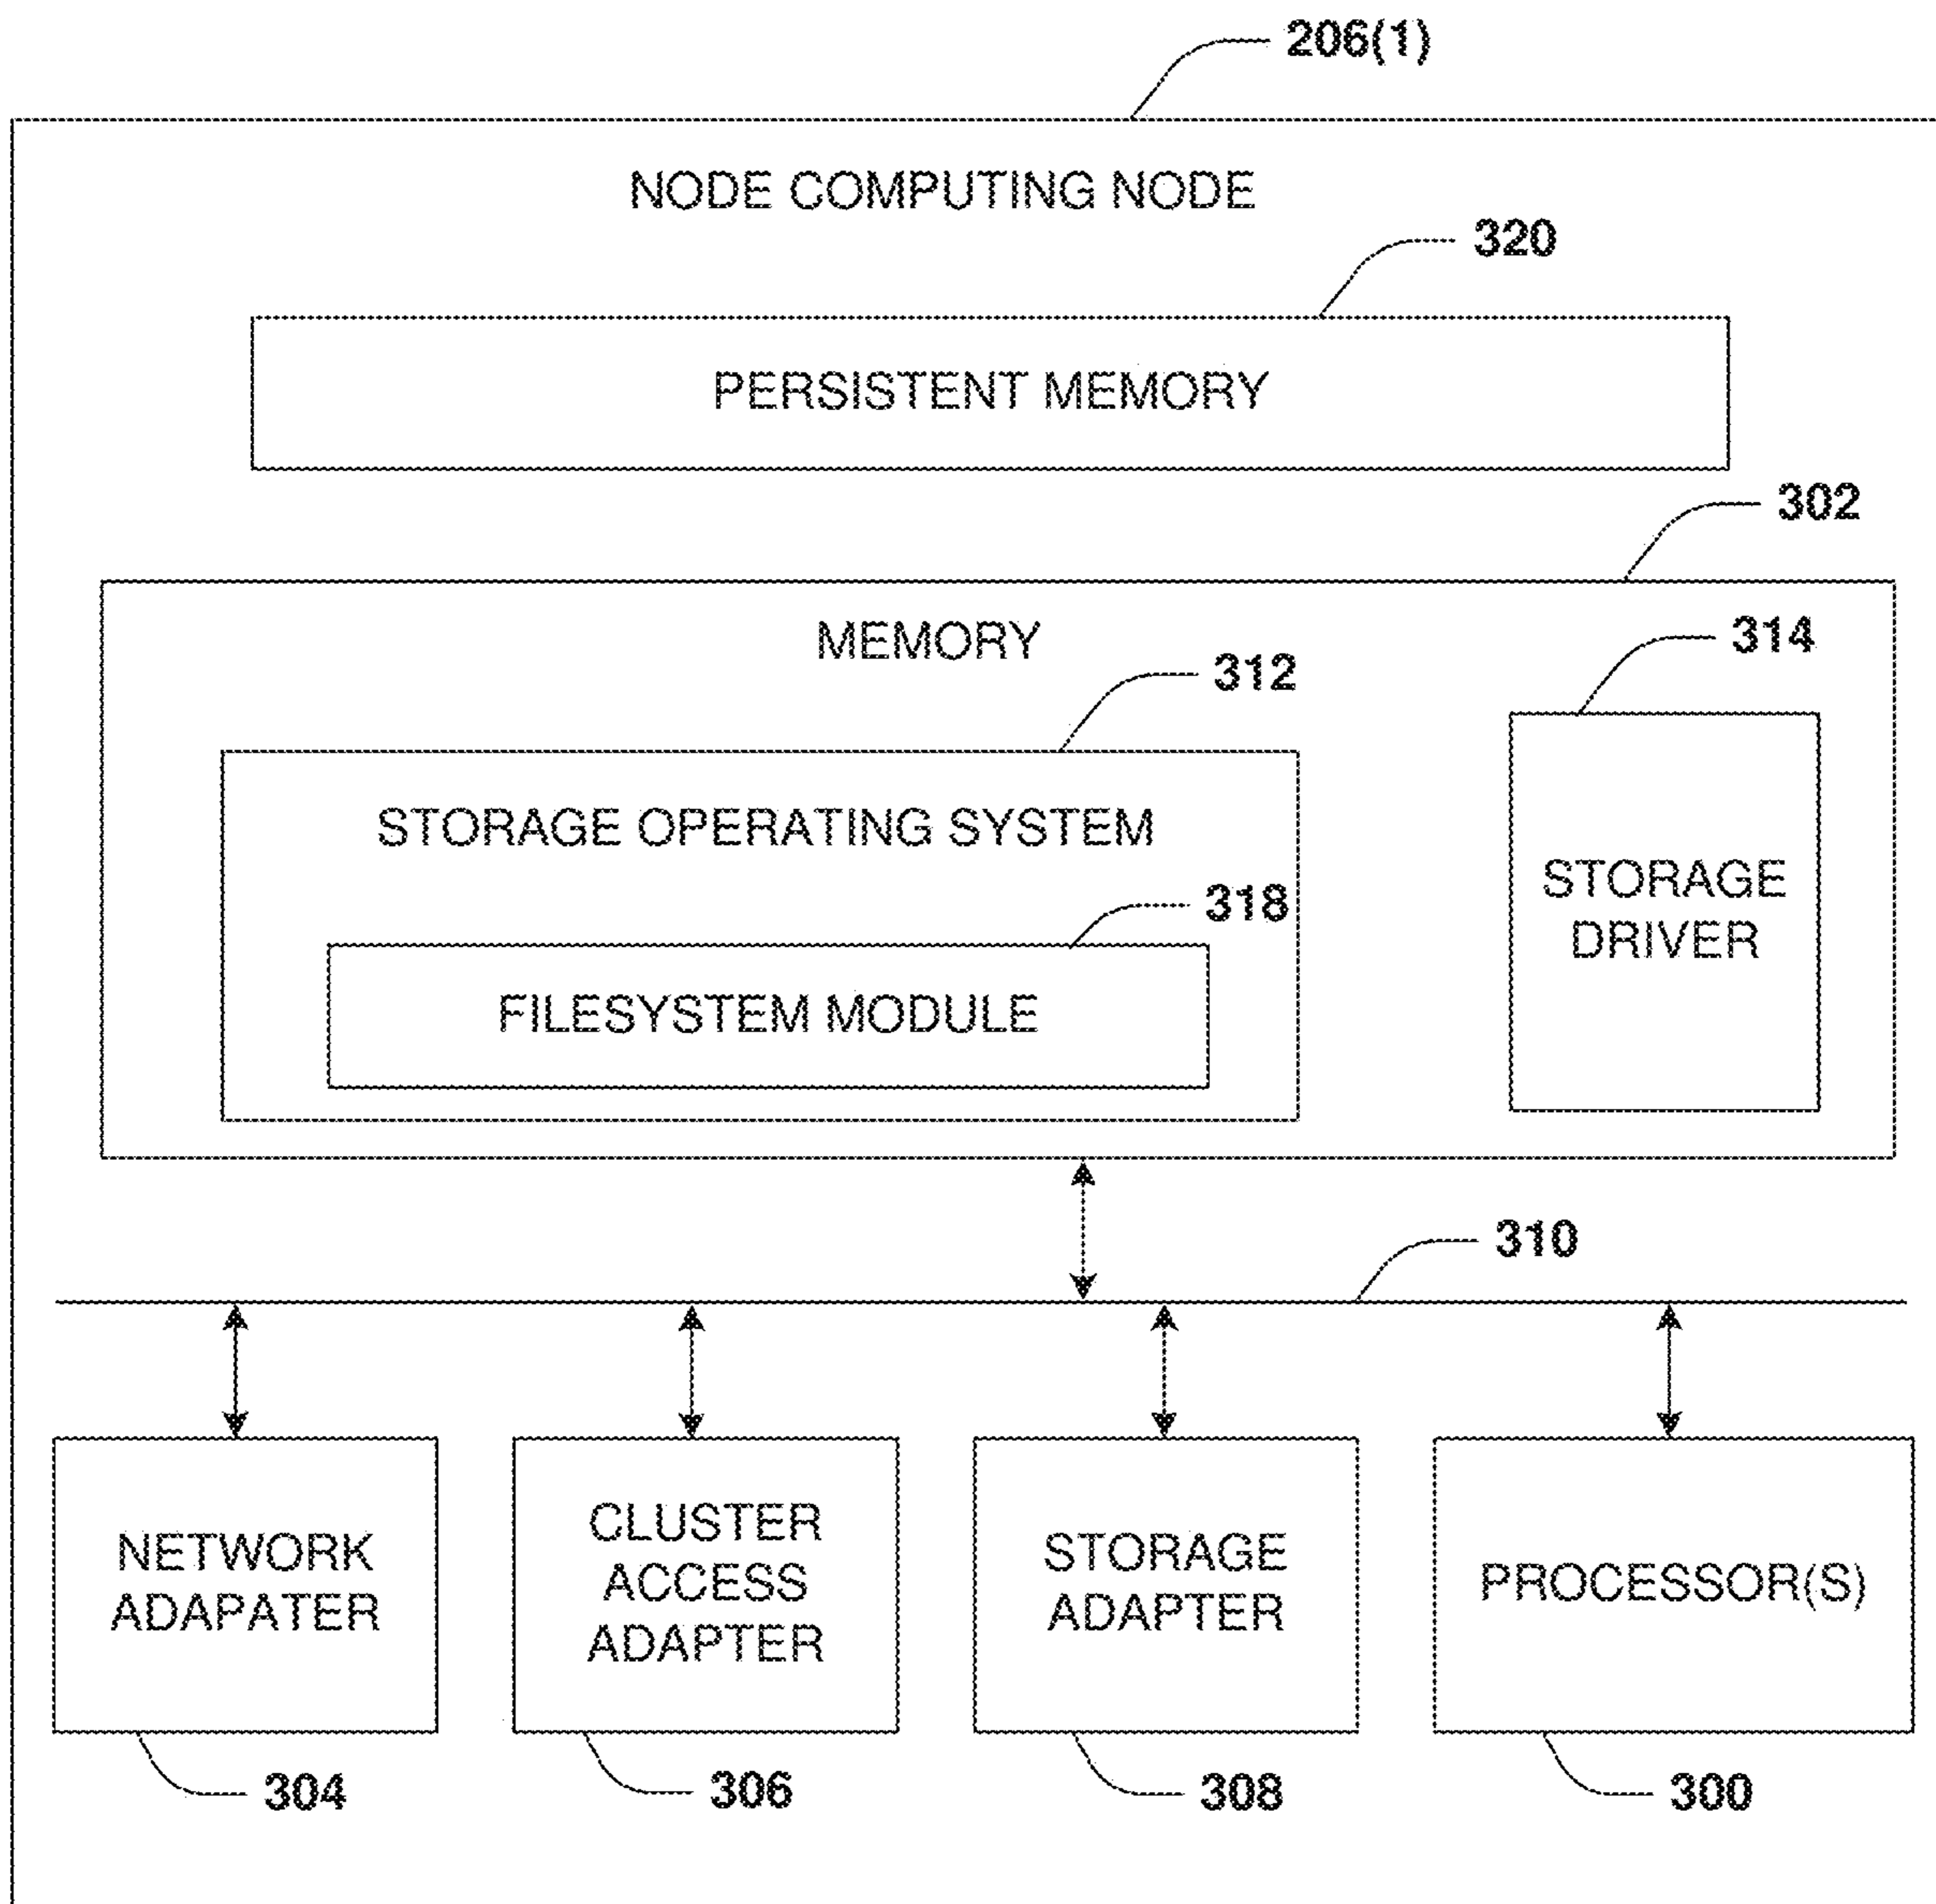 206(1)
NODE COMPUTING NODE
320
PERSISTENT MEMORY
302
MEMORY
314
312
STORAGE OPERATING SYSTEM
STORAGE
DRIVER
318
FILESYSTEM MODULE
310
NETWORK
ADAPATER
CLUSTER
ACCESS
ADAPTER
STORAGE
ADAPTER
PROCESSOR(S)
304
306
308
300